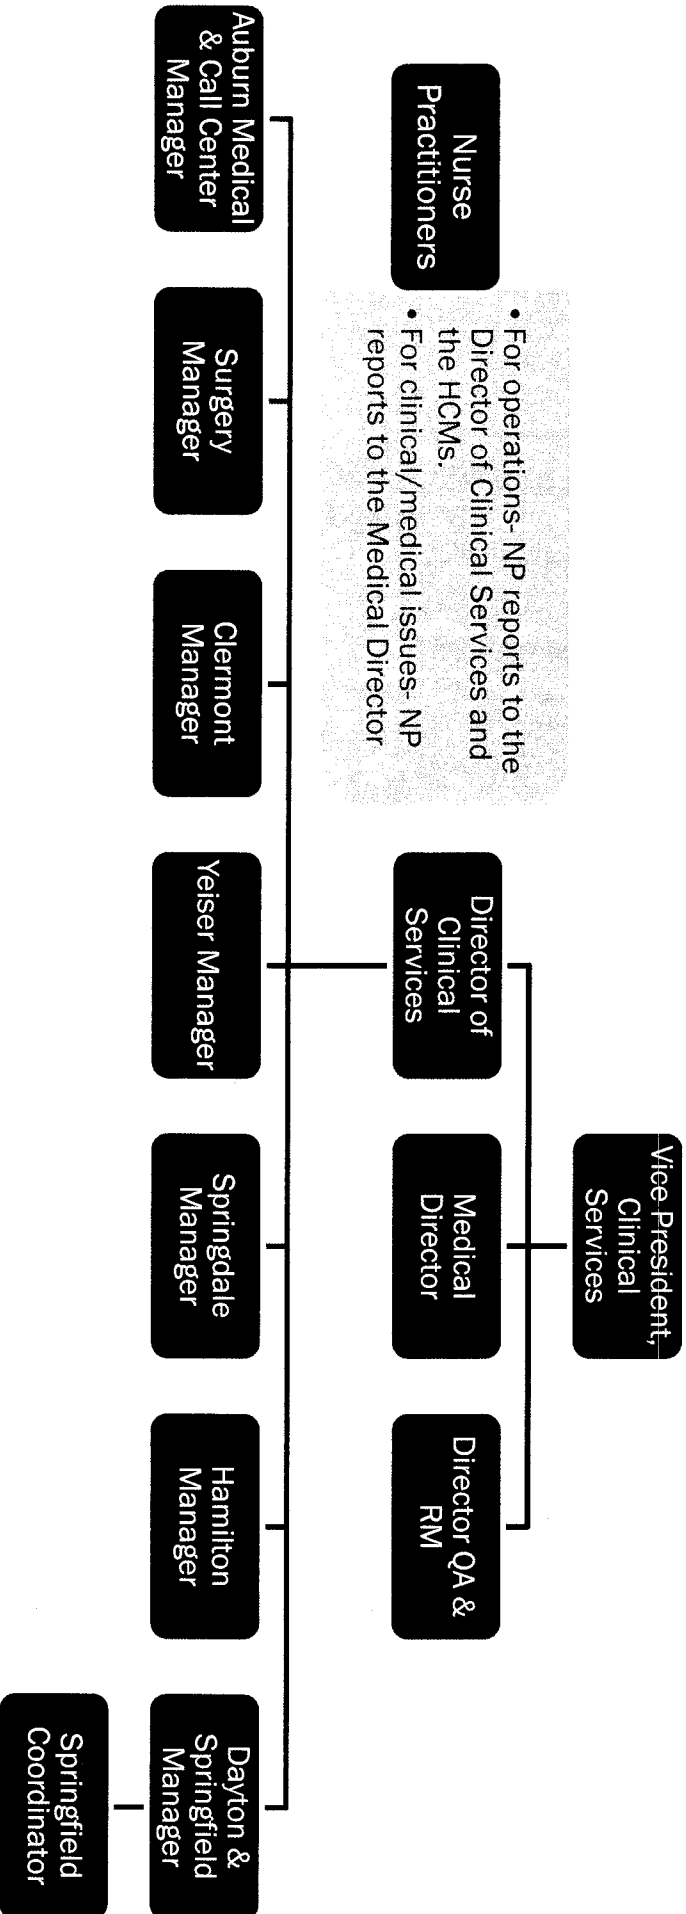 Vice President,
Clinical
Services
Nurse
Practitioners
• For operations- NP reports to the
Director of Clinical Services and
the HCMs.
• For clinical/medical issues- NP
reports to the Medical Director
Director of
Clinical
Services
Medical
Director
Director QA &
RM
Auburn Medical
& Call Center
Manager
Surgery
Manager
Clermont
Manager
Yeiser Manager
Springdale
Manager
Hamilton
Manager
Dayton &
Springfield
Manager
Springfield
Coordinator